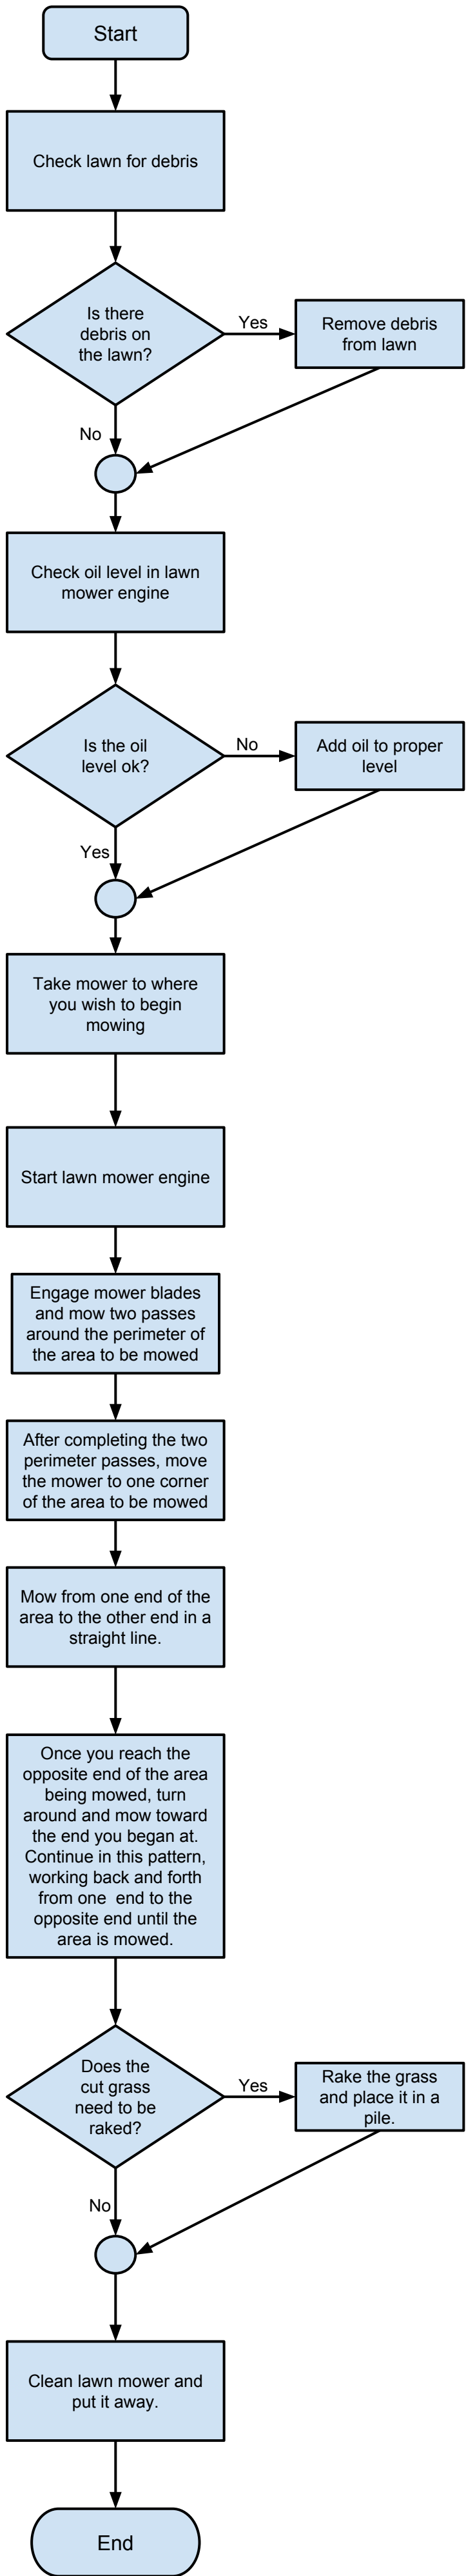 Start
Check lawn for debris
Is there
debris on
the lawn?
Yes
Remove debris
from lawn
No
Check oil level in lawn
mower engine
Is the oil
level ok?
No
Add oil to proper
level
Yes
Take mower to where
you wish to begin
mowing
Start lawn mower engine
Engage mower blades
and mow two passes
around the perimeter of
the area to be mowed
After completing the two
perimeter passes, move
the mower to one corner
of the area to be mowed
Mow from one end of the
area to the other end in a
straight line.
Once you reach the
opposite end of the area
being mowed, turn
around and mow toward
the end you began at.
Continue in this pattern,
working back and forth
from one end to the
opposite end until the
area is mowed.
Does the
cut grass
need to be
raked?
Yes
Rake the grass
and place it in a
pile.
No
Clean lawn mower and
put it away.
End